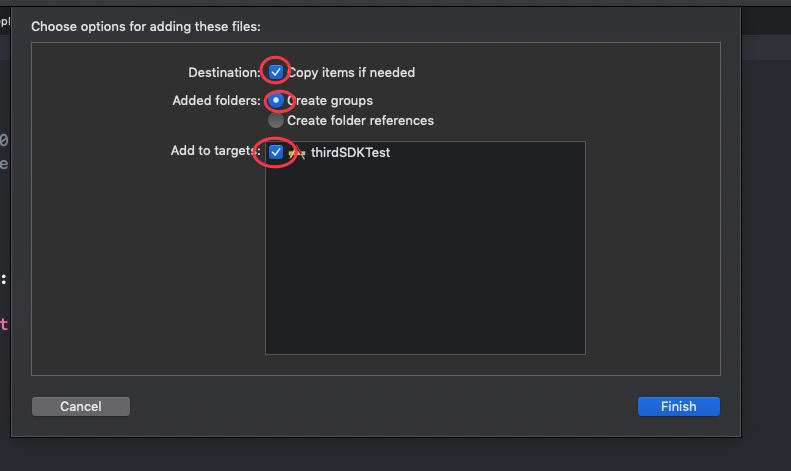 Choose options for adding these files:
Destination: Copy items if needed
Added folders: Create groups
Create folder references
Add to targets: thirdSDKTest
Cancel
Finish